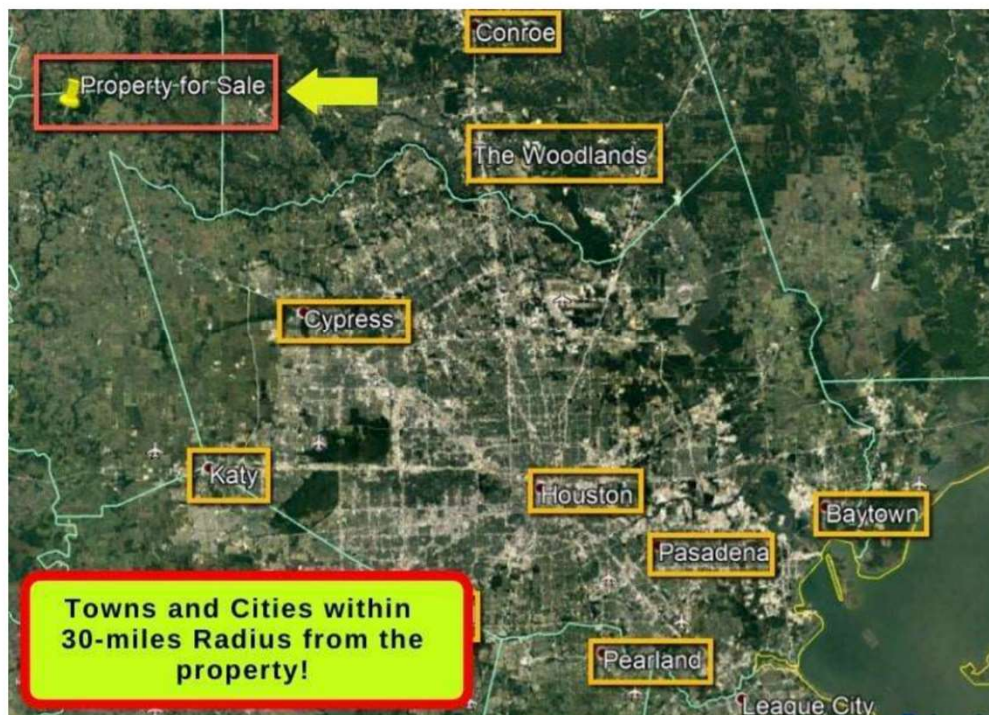 Conroe
Property for Sale
The Woodlands
Cypress
Katy
Houston
Baytown
Pasadena
Towns and Cities within
30-miles Radius from the
property!
Pearland
League City